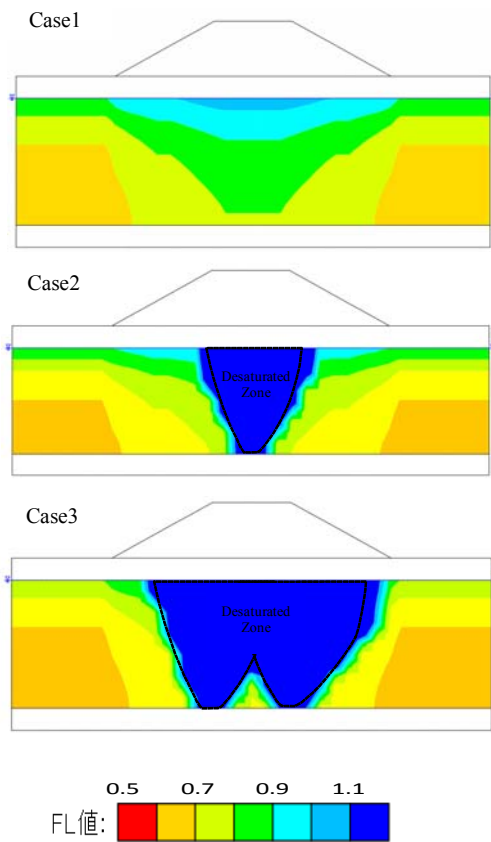 Case1
Case2
Desaturated
Zone
Case3
Desaturated
Zone
0.5 0.7 0.9 1.1
FL値: